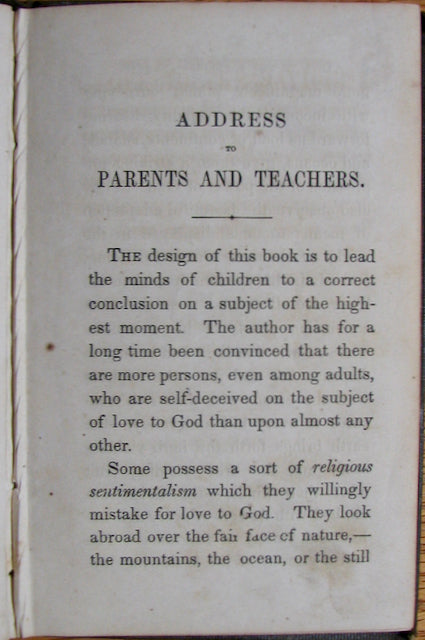 ADDRESS
TO
PARENTS AND TEACHERS.
THE design of this book is to lead
the minds of children to a correct
conclusion on a subject of the high-
est moment. The author has for a
long time been convinced that there
are more persons, even among adults,
who are self-deceived on the subject
of love to God than upon almost any
other.
Some possess a sort of religious
sentimentalism which they willingly
mistake for love to God. They look
abroad over the fair face of nature,—
the mountains, the ocean, or the still